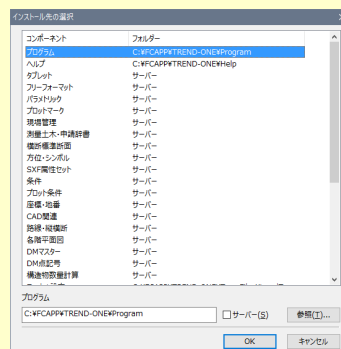 インストール先の選択
コンポーネント フォルダー
プログラム C:¥FCAPP¥TREND-ONE¥Program
ヘルプ C:¥FCAPP¥TREND-ONE¥Help
タブレット サーバー
フリーフォーマット サーバー
パラメトリック サーバー
プロットマーク サーバー
現場管理 サーバー
測量土木・申請辞書 サーバー
横断標準断面 サーバー
方位・シンボル サーバー
SXF属性セット サーバー
条件 サーバー
プロット条件 サーバー
座標・地番 サーバー
CAD関連 サーバー
路線・縦横断 サーバー
各階平面図 サーバー
DMマスター サーバー
DM点記号 サーバー
構造物数量計算 サーバー
プログラム
C:¥FCAPP¥TREND-ONE¥Program サーバー(S) 参照(T)...
OK キャンセル